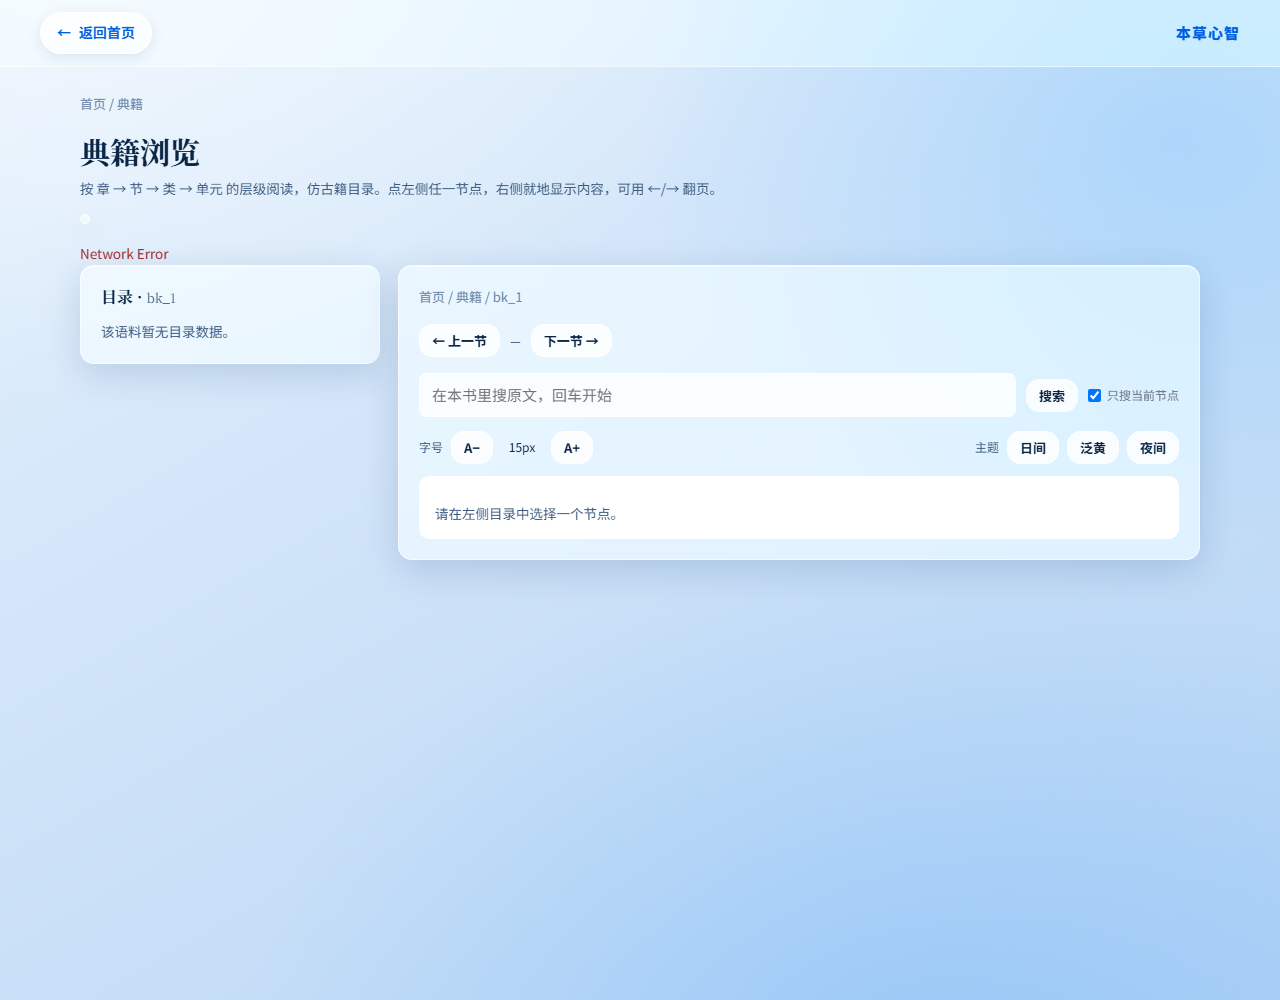 ← 返回首页
本草心智
首页 / 典籍
典籍浏览
按 章 → 节 → 类 → 单元 的层级阅读，仿古籍目录。点左侧任一节点，右侧就地显示内容，可用 ←/→ 翻页。
Network Error
目录 · bk_1
该语料暂无目录数据。
首页 / 典籍 / bk_1
← 上一节 — 下一节 →
在本书里搜原文，回车开始 搜索 只搜当前节点
字号 A− 15px A+ 主题 日间 泛黄 夜间
请在左侧目录中选择一个节点。